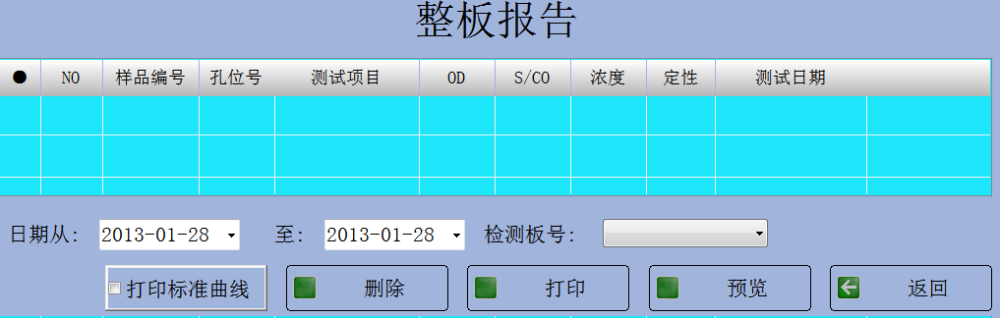 整板报告
● NO 样品编号 孔位号 测试项目 OD S/CO 浓度 定性 测试日期
日期从: 2013-01-28 至: 2013-01-28 检测板号:
打印标准曲线 删除 打印 预览 返回